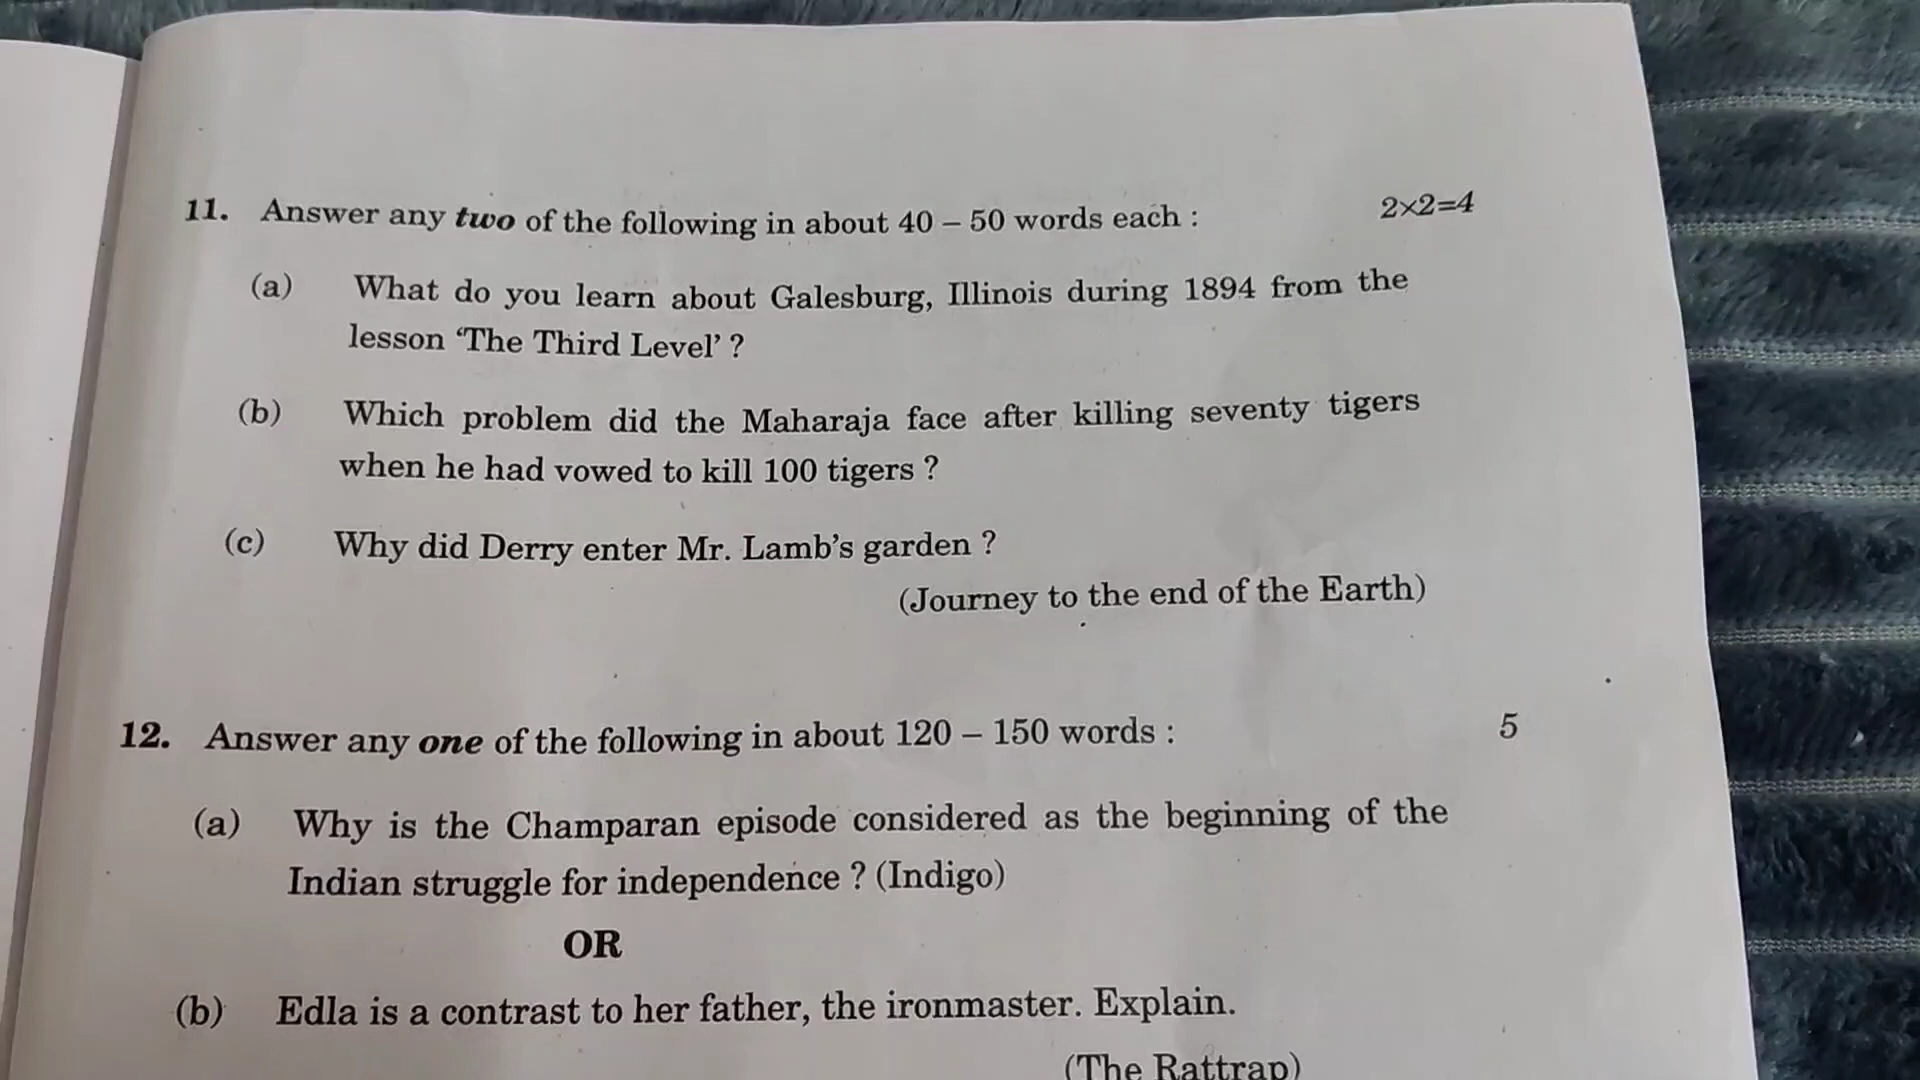 11. Answer any two of the following in about 40 – 50 words each : 2×2=4
(a) What do you learn about Galesburg, Illinois during 1894 from the
lesson ‘The Third Level’ ?
(b) Which problem did the Maharaja face after killing seventy tigers
when he had vowed to kill 100 tigers ?
(c) Why did Derry enter Mr. Lamb’s garden ?
(Journey to the end of the Earth)
12. Answer any one of the following in about 120 – 150 words : 5
(a) Why is the Champaran episode considered as the beginning of the
Indian struggle for independence ? (Indigo)
OR
(b) Edla is a contrast to her father, the ironmaster. Explain.
(The Rattrap)